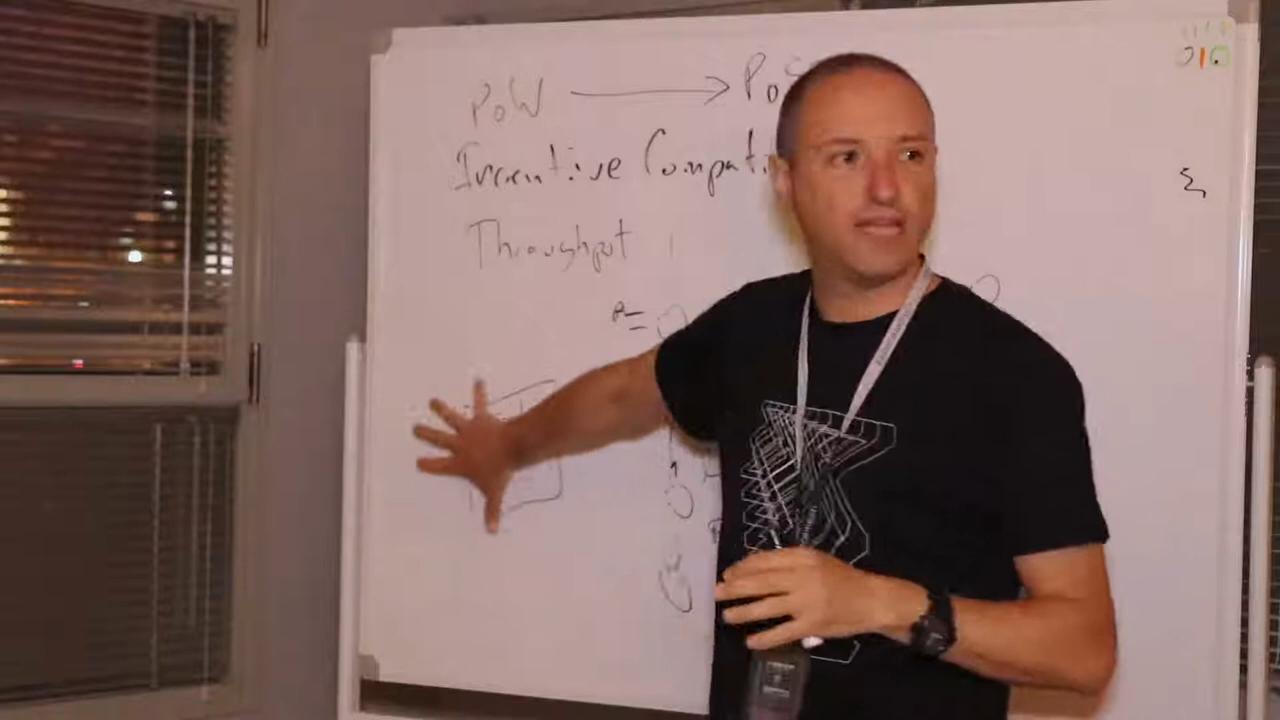 PoW → PoS
Incentive Compati
Throughput